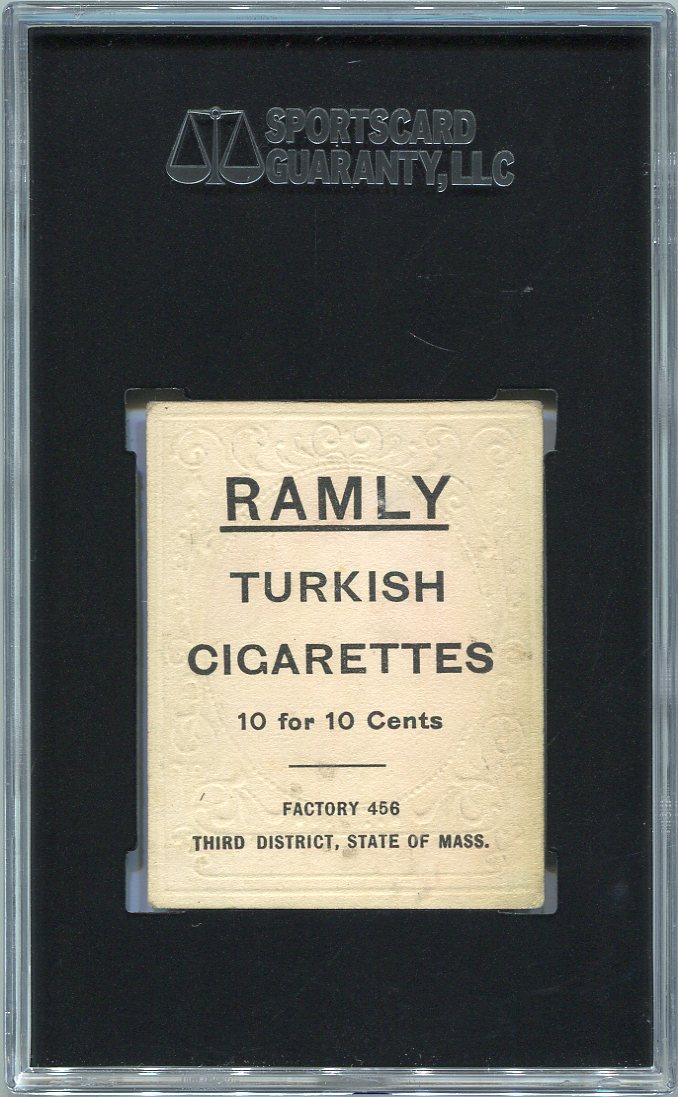 SPORTSCARD
GUARANTY, LLC
RAMLY
TURKISH
CIGARETTES
10 for 10 Cents
FACTORY 456
THIRD DISTRICT, STATE OF MASS.